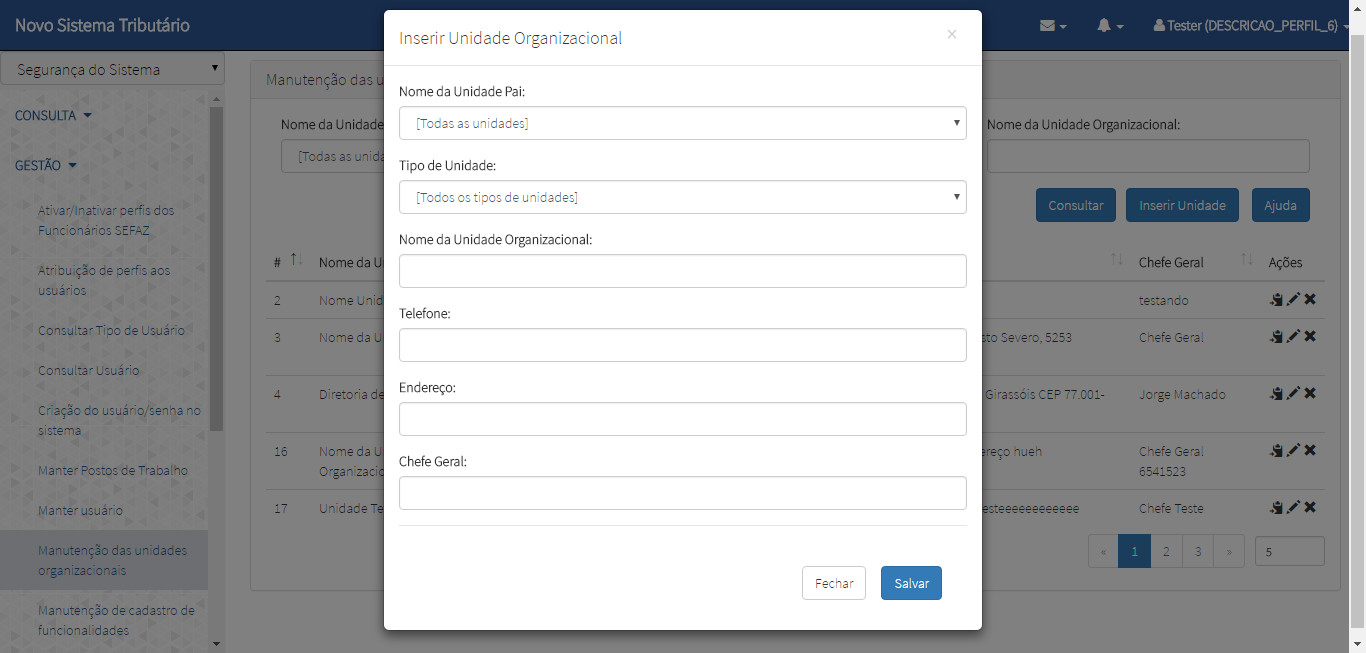 Novo Sistema Tributário
Tester (DESCRICAO_PERFIL_6)
Segurança do Sistema
CONSULTA
GESTÃO
Ativar/Inativar perfis dos
Funcionários SEFAZ
Atribuição de perfis aos
usuários
Consultar Tipo de Usuário
Consultar Usuário
Criação do usuário/senha no
sistema
Manter Postos de Trabalho
Manter usuário
Manutenção das unidades
organizacionais
Manutenção de cadastro de
funcionalidades
Manutenção das u
Nome da Unidade
[Todas as unida
Nome da Unidade Organizacional:
Consultar Inserir Unidade Ajuda
# Nome da U Chefe Geral Ações
2 Nome Unid testando
3 Nome da U sto Severo, 5253 Chefe Geral
4 Diretoria de Girassóis CEP 77.001- Jorge Machado
16 Nome da U ereço hueh Chefe Geral
Organizacio 6541523
17 Unidade Te esteeeeeeeeeeee Chefe Teste
« 1 2 3 » 5
Inserir Unidade Organizacional ×
Nome da Unidade Pai:
[Todas as unidades]
Tipo de Unidade:
[Todos os tipos de unidades]
Nome da Unidade Organizacional:
Telefone:
Endereço:
Chefe Geral:
Fechar Salvar